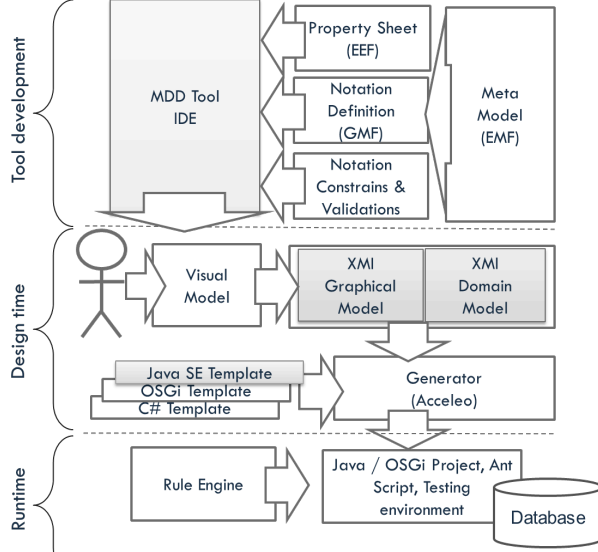 Tool development
MDD Tool
IDE
Property Sheet
(EEF)
Notation
Definition
(GMF)
Notation
Constrains &
Validations
Meta
Model
(EMF)
Design time
Visual
Model
XMI
Graphical
Model
XMI
Domain
Model
Java SE Template
OSGi Template
C# Template
Generator
(Acceleo)
Runtime
Rule Engine
Java / OSGi Project, Ant
Script, Testing
environment
Database